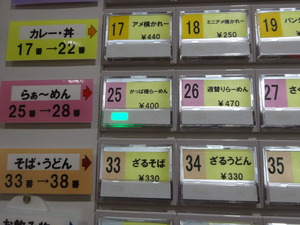 カレー・丼
17番→22番
17
アメ横かれー
¥440
18
ミニアメ横かれー
¥250
19
らぁ〜めん
25番→28番
25
かっぱ橋らーめん
¥400
26
週替りらーめん
¥470
27
そば・うどん
33番→38番
33
ざるそば
¥330
34
ざるうどん
¥330
35